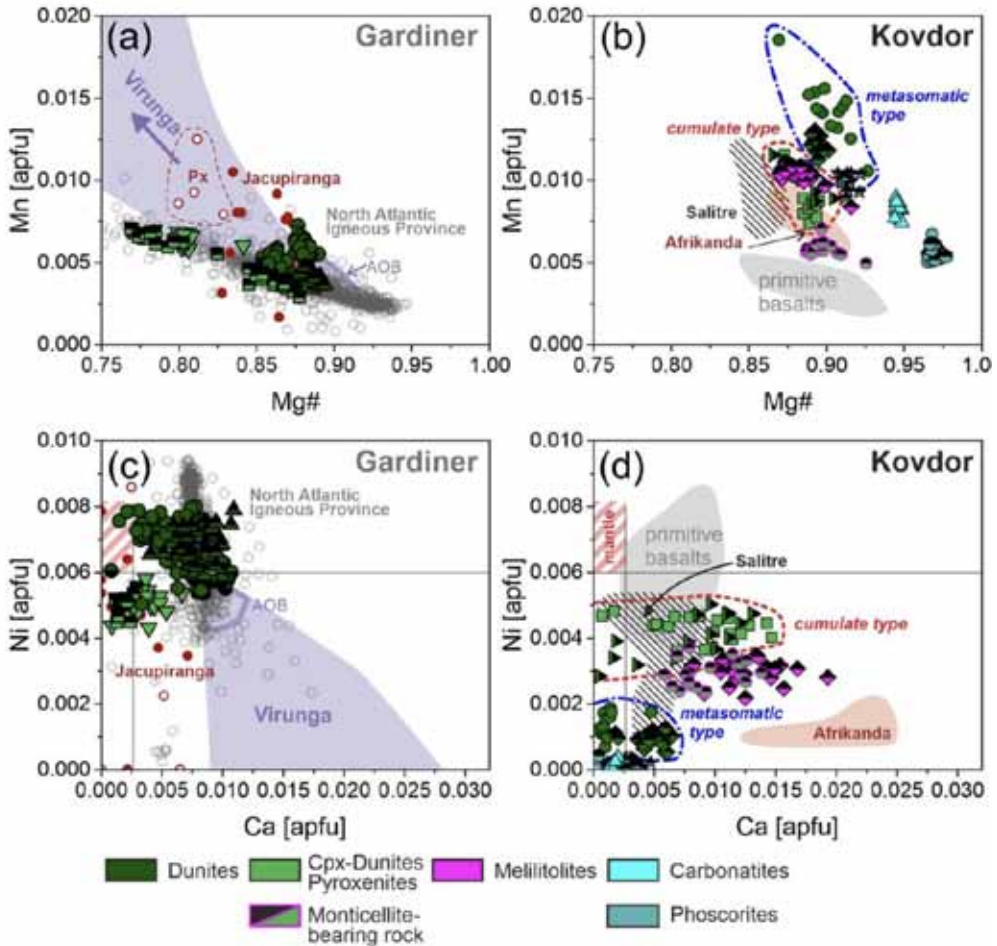 (a)
Gardiner
Mn [apfu]
0.020
0.015
0.010
0.005
0.000
Virunga
Px
Jacupiranga
North Atlantic
Igneous Province
AOB
0.75
0.80
0.85
0.90
0.95
1.00
Mg#
(b)
Kovdor
Mn [apfu]
0.020
0.015
0.010
0.005
0.000
metasomatic
type
cumulate type
Salitre
Afrikanda
primitive
basalts
0.75
0.80
0.85
0.90
0.95
1.00
Mg#
(c)
Gardiner
Ni [apfu]
0.010
0.008
0.006
0.004
0.002
0.000
North Atlantic
Igneous Province
AOB
Jacupiranga
Virunga
0.000
0.005
0.010
0.015
0.020
0.025
0.030
Ca [apfu]
(d)
Kovdor
Ni [apfu]
0.010
0.008
0.006
0.004
0.002
0.000
mantle
primitive
basalts
Salitre
cumulate type
metasomatic
type
Afrikanda
0.000
0.005
0.010
0.015
0.020
0.025
0.030
Ca [apfu]
Dunites
Cpx-Dunites
Pyroxenites
Melilitolites
Carbonatites
Monticellite-
bearing rock
Phoscorites